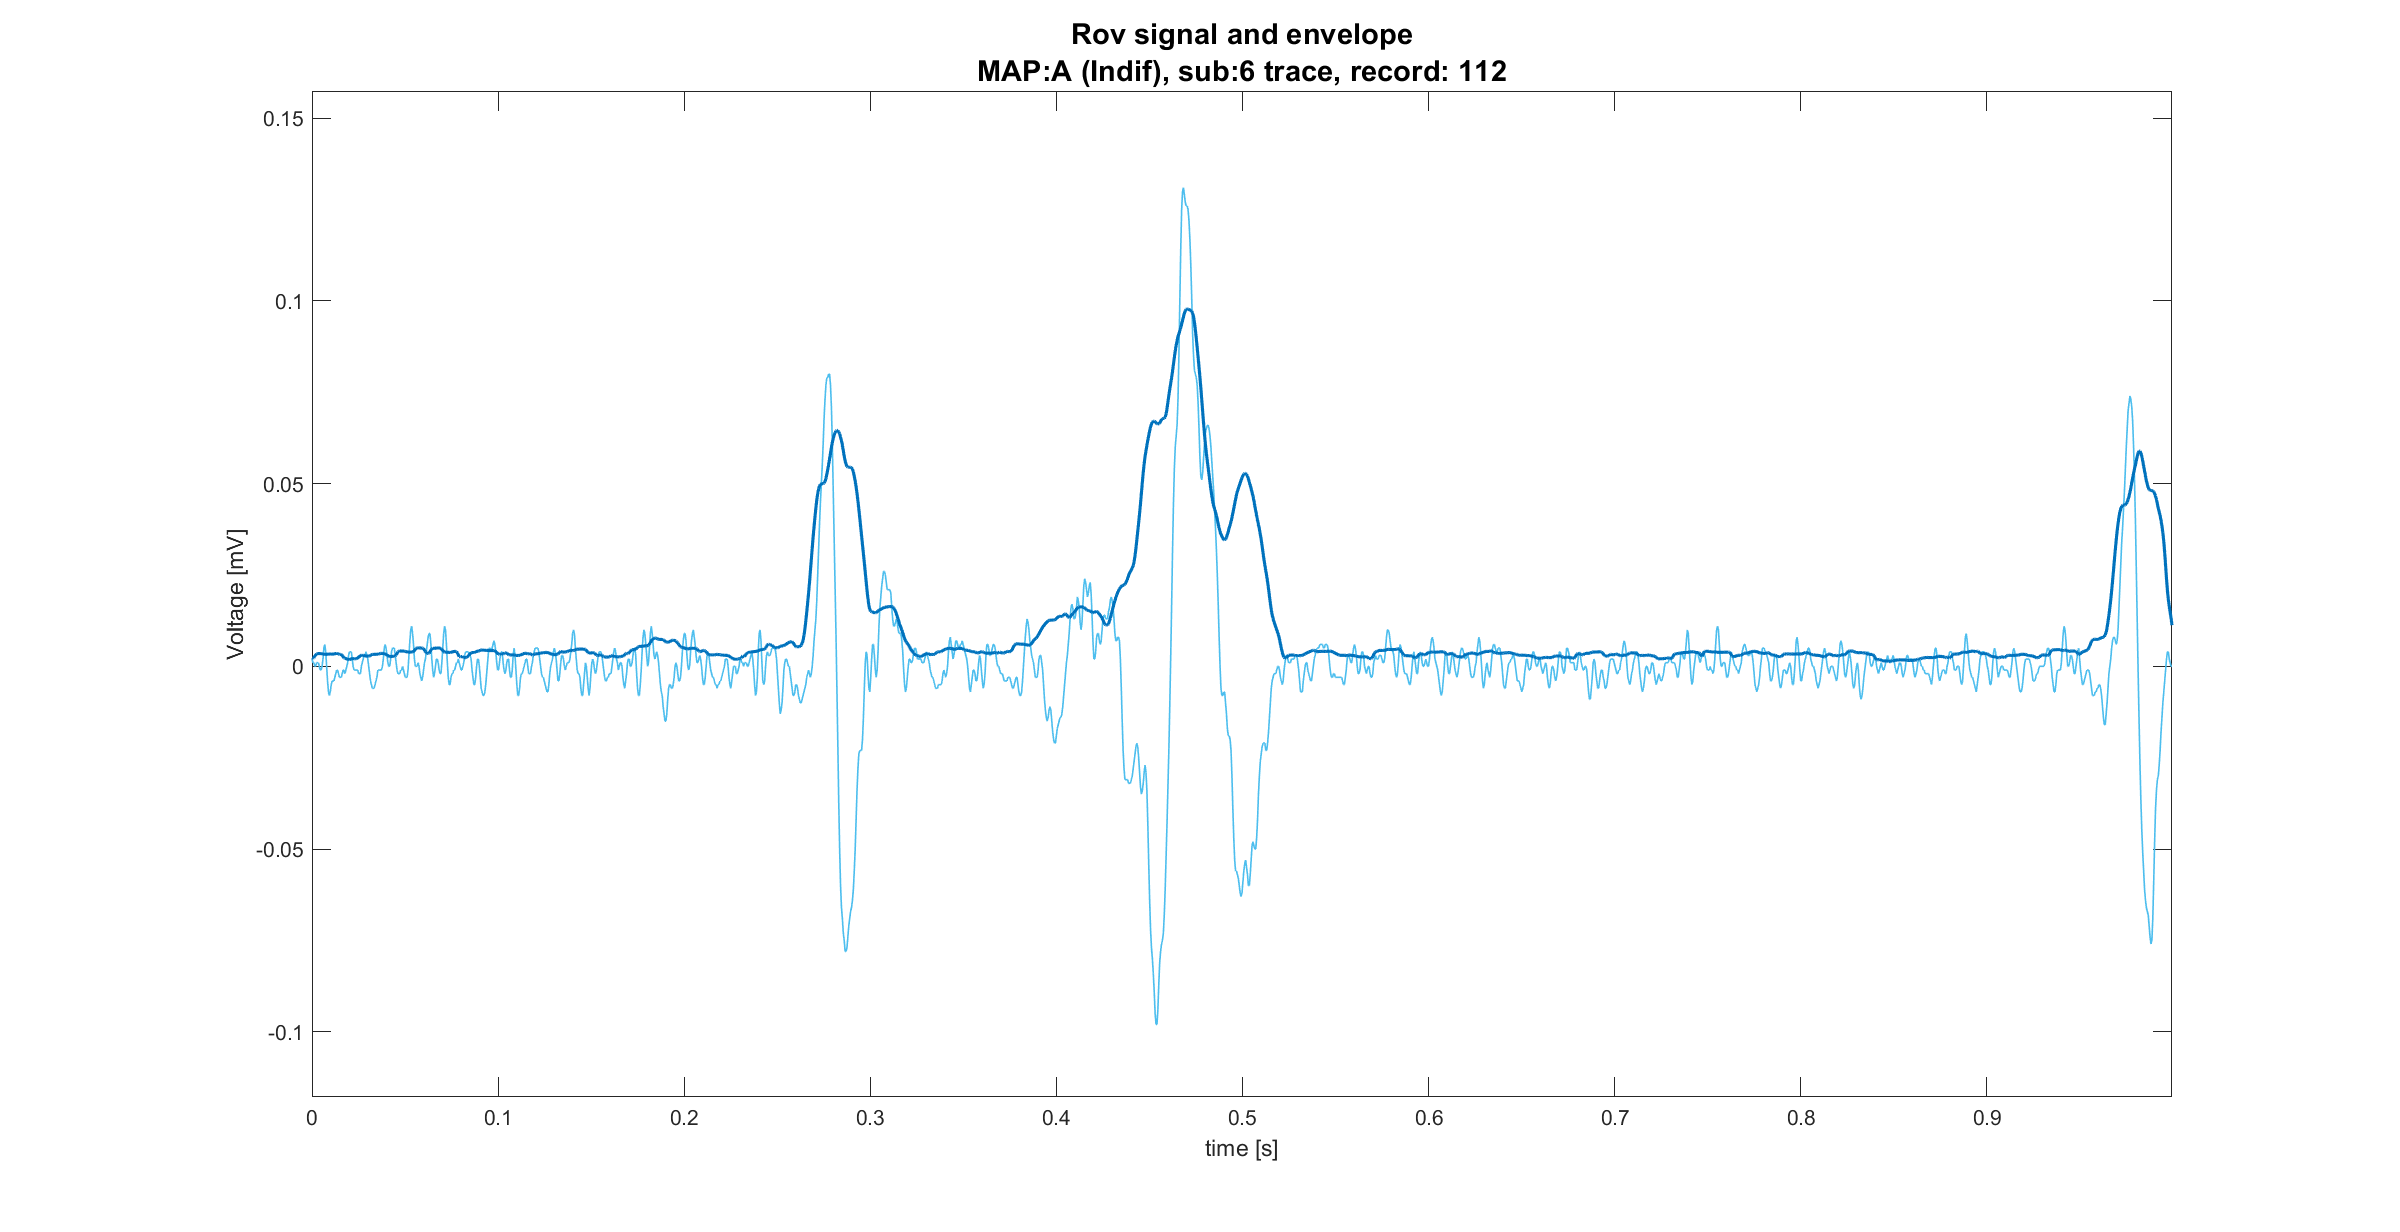 Rov signal and envelope
MAP:A (Indif), sub:6 trace, record: 112
0.15
0.1
0.05
0
-0.05
-0.1
Voltage [mV]
0 0.1 0.2 0.3 0.4 0.5 0.6 0.7 0.8 0.9
time [s]